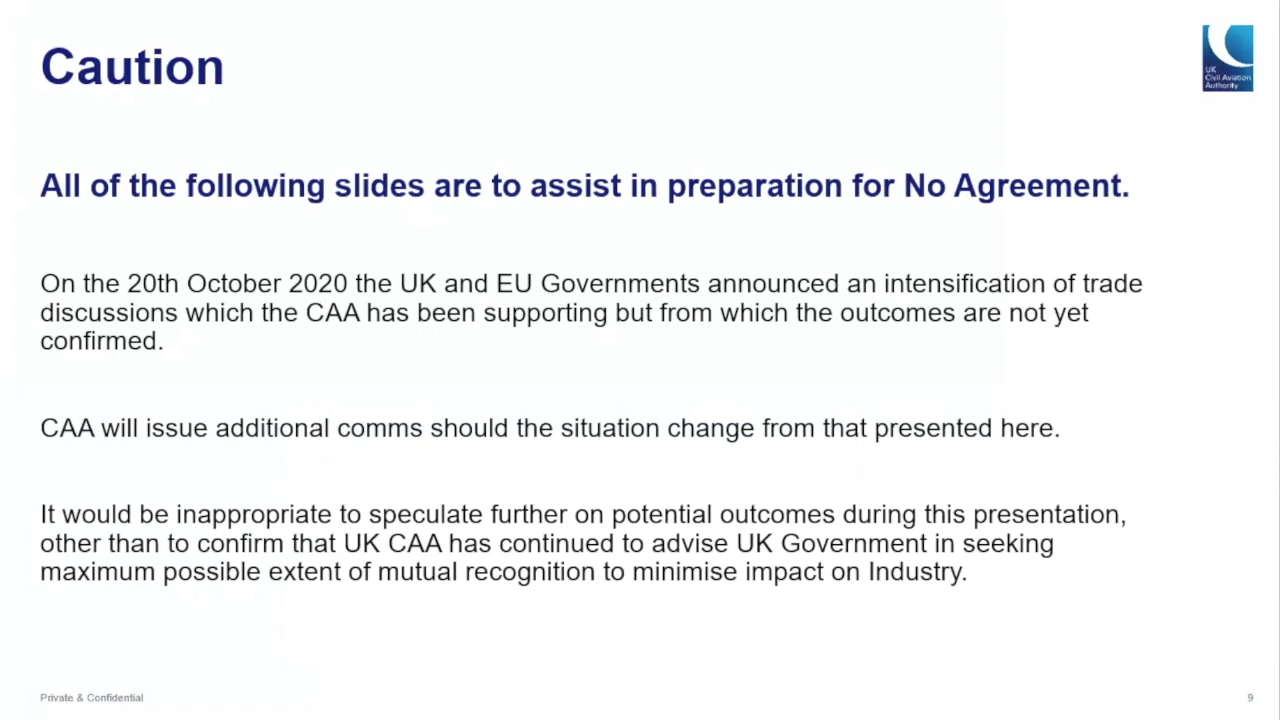 Caution
UK
Civil Aviation
Authority
All of the following slides are to assist in preparation for No Agreement.
On the 20th October 2020 the UK and EU Governments announced an intensification of trade
discussions which the CAA has been supporting but from which the outcomes are not yet
confirmed.
CAA will issue additional comms should the situation change from that presented here.
It would be inappropriate to speculate further on potential outcomes during this presentation,
other than to confirm that UK CAA has continued to advise UK Government in seeking
maximum possible extent of mutual recognition to minimise impact on Industry.
Private & Confidential
9